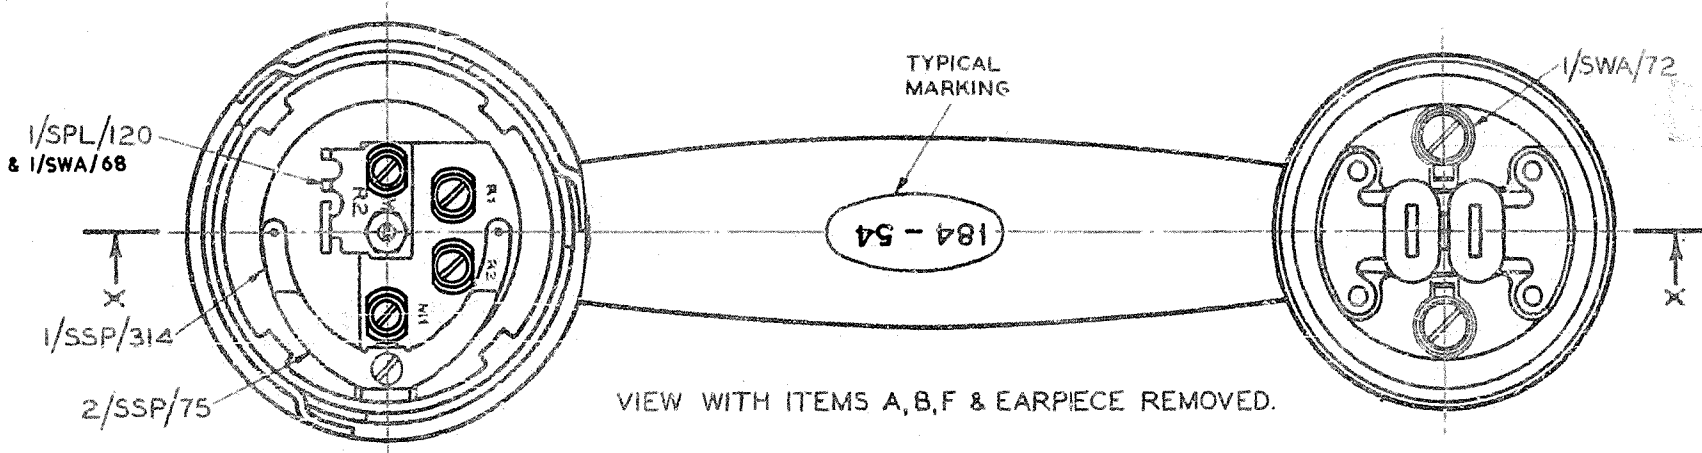 TYPICAL
MARKING
1/SWA/72
1/SPL/120
& 1/SWA/68
R1
R2
M
R2
M1
184 - 54
X
X
1/SSP/314
2/SSP/75
VIEW WITH ITEMS A, B, F & EARPIECE REMOVED.